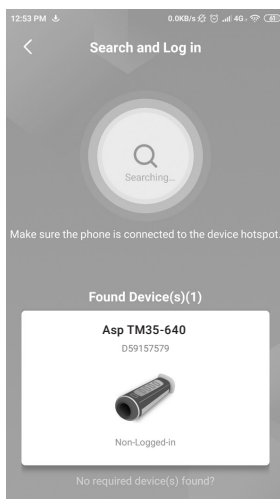 12:53 PM
0.0KB/s 4G 61
Search and Log in
Searching...
Make sure the phone is connected to the device hotspot.
Found Device(s)(1)
Asp TM35-640
D59157579
Non-Logged-in
No required device(s) found?